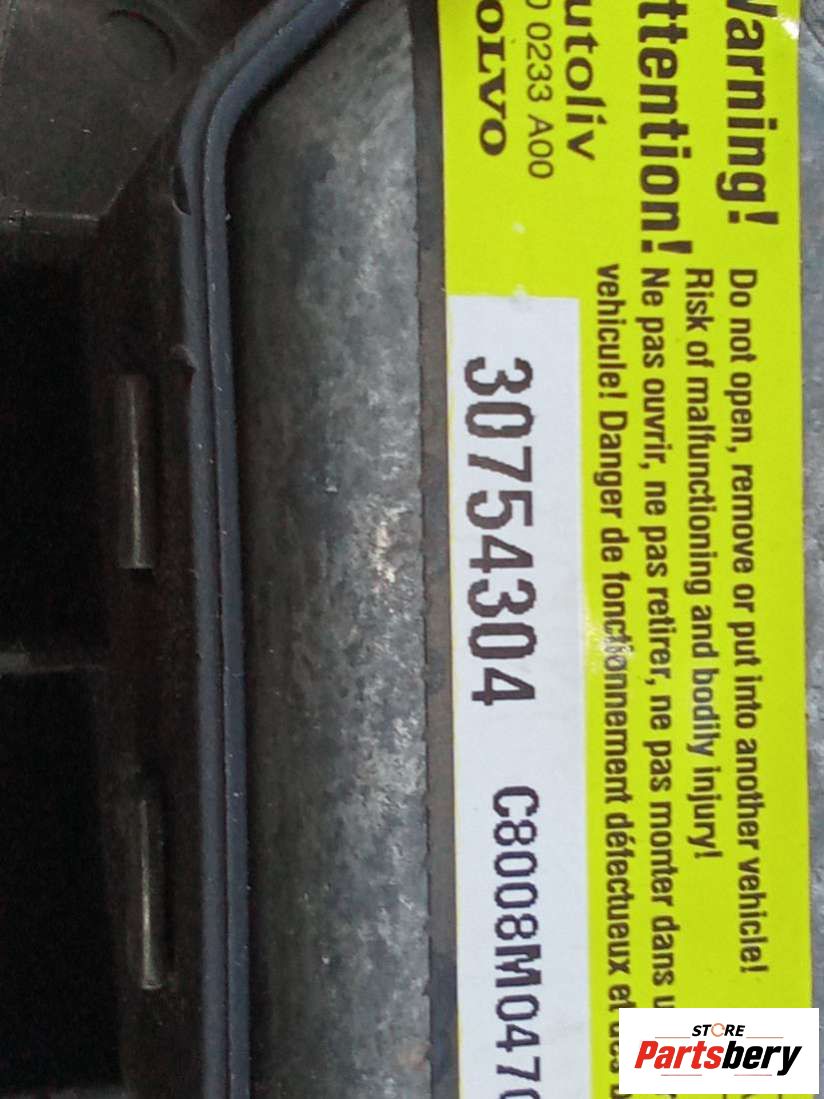 Warning!
Do not open, remove or put into another vehicle!
Risk of malfunctioning and bodily injury!
Attention!
Ne pas ouvrir, ne pas retirer, ne pas monter dans
vehicule! Danger de fonctionnement défectueux et
utoliv
0 0233 A00
VOLVO
30754304
C8008M047
STORE
Partsbery